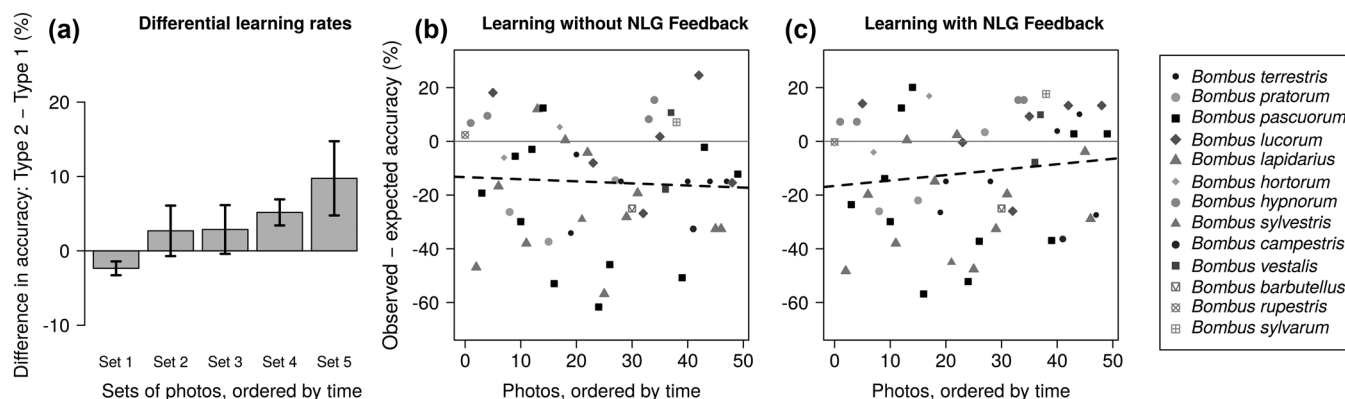 (a)
Differential learning rates
Difference in accuracy: Type 2 – Type 1 (%)
20
10
0
-10
Set 1
Set 2
Set 3
Set 4
Set 5
Sets of photos, ordered by time
(b)
Learning without NLG Feedback
Observed – expected accuracy (%)
20
0
-20
-40
-60
0
10
20
30
40
50
Photos, ordered by time
(c)
Learning with NLG Feedback
20
0
-20
-40
-60
0
10
20
30
40
50
Photos, ordered by time
Bombus terrestris
Bombus pratorum
Bombus pascuorum
Bombus lucorum
Bombus lapidarius
Bombus hortorum
Bombus hypnorum
Bombus sylvestris
Bombus campestris
Bombus vestalis
Bombus barbutellus
Bombus rupestris
Bombus sylvarum